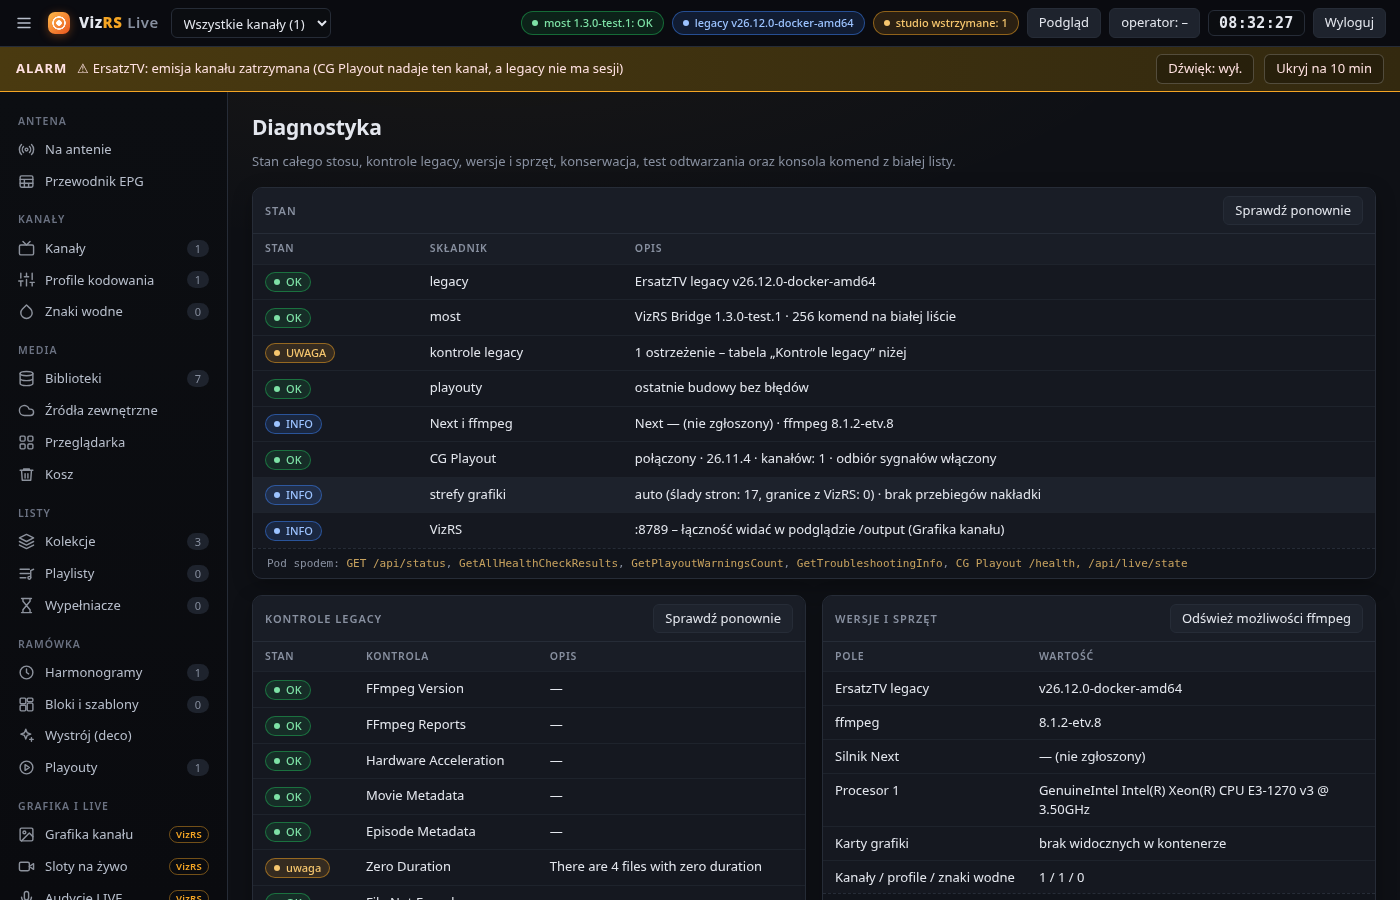 VizRS Live
Wszystkie kanały (1)
most 1.3.0-test.1: OK
legacy v26.12.0-docker-amd64
studio wstrzymane: 1
Podgląd
operator: –
08:32:27
Wyloguj
ALARM ⚠ ErsatzTV: emisja kanału zatrzymana (CG Playout nadaje ten kanał, a legacy nie ma sesji)
Dźwięk: wył.
Ukryj na 10 min
ANTENA
Na antenie
Przewodnik EPG
KANAŁY
Kanały 1
Profile kodowania 1
Znaki wodne 0
MEDIA
Biblioteki 7
Źródła zewnętrzne
Przeglądarka
Kosz
LISTY
Kolekcje 3
Playlisty 0
Wypełniacze 0
RAMÓWKA
Harmonogramy 1
Bloki i szablony 0
Wystrój (deco)
Playouty 1
GRAFIKA I LIVE
Grafika kanału VizRS
Sloty na żywo VizRS
Audycje LIVE VizRS
Diagnostyka
Stan całego stosu, kontrole legacy, wersje i sprzęt, konserwacja, test odtwarzania oraz konsola komend z białej listy.
STAN
Sprawdź ponownie
STAN SKŁADNIK OPIS
OK legacy ErsatzTV legacy v26.12.0-docker-amd64
OK most VizRS Bridge 1.3.0-test.1 · 256 komend na białej liście
UWAGA kontrole legacy 1 ostrzeżenie – tabela „Kontrole legacy” niżej
OK playouty ostatnie budowy bez błędów
INFO Next i ffmpeg Next — (nie zgłoszony) · ffmpeg 8.1.2-etv.8
OK CG Playout połączony · 26.11.4 · kanałów: 1 · odbiór sygnałów włączony
INFO strefy grafiki auto (ślady stron: 17, granice z VizRS: 0) · brak przebiegów nakładki
INFO VizRS :8789 – łączność widać w podglądzie /output (Grafika kanału)
Pod spodem: GET /api/status, GetAllHealthCheckResults, GetPlayoutWarningsCount, GetTroubleshootingInfo, CG Playout /health, /api/live/state
KONTROLE LEGACY
Sprawdź ponownie
STAN KONTROLA OPIS
OK FFmpeg Version —
OK FFmpeg Reports —
OK Hardware Acceleration —
OK Movie Metadata —
OK Episode Metadata —
uwaga Zero Duration There are 4 files with zero duration
WERSJE I SPRZĘT
Odśwież możliwości ffmpeg
POLE WARTOŚĆ
ErsatzTV legacy v26.12.0-docker-amd64
ffmpeg 8.1.2-etv.8
Silnik Next — (nie zgłoszony)
Procesor 1 GenuineIntel Intel(R) Xeon(R) CPU E3-1270 v3 @
3.50GHz
Karty grafiki brak widocznych w kontenerze
Kanały / profile / znaki wodne 1 / 1 / 0